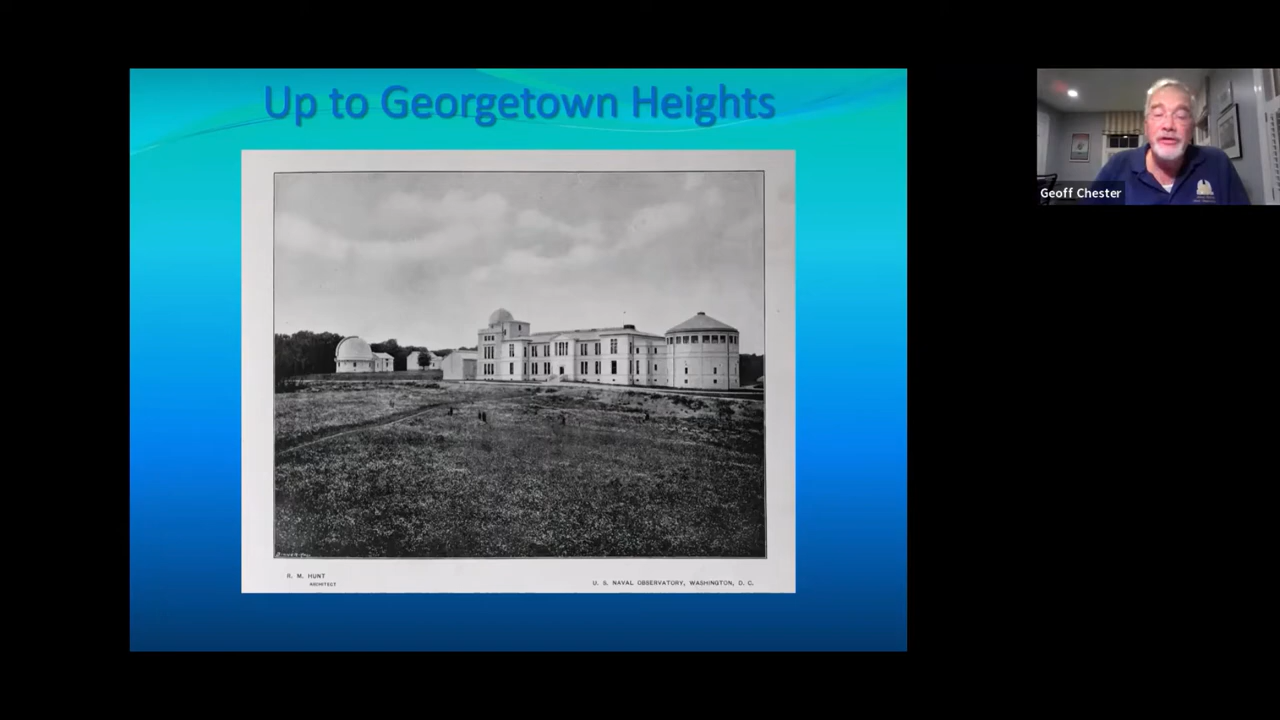 Up to Georgetown Heights
Geoff Chester
R. M. HUNT
ARCHITECT
U. S. NAVAL OBSERVATORY, WASHINGTON, D. C.